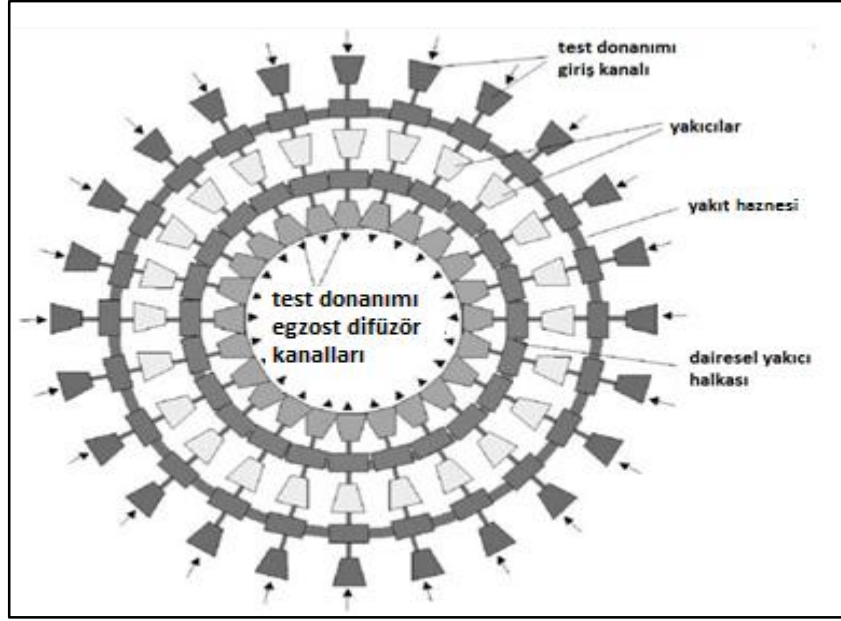 test donanımı
giriş kanalı
yakıcılar
yakıt haznesi
test donanımı
egzost difüzör
kanalları
dairesel yakıcı
halkası